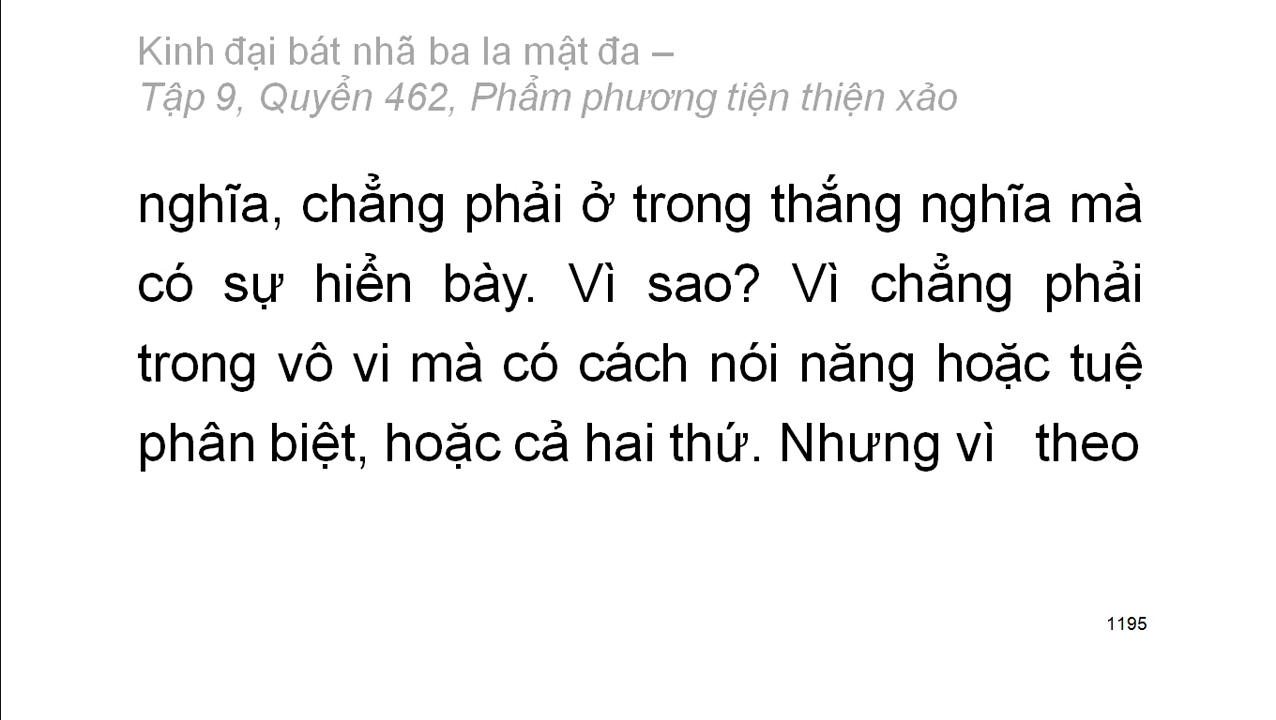 Kinh đại bát nhã ba la mật đa –
Tập 9, Quyển 462, Phẩm phương tiện thiện xảo
nghĩa, chẳng phải ở trong thắng nghĩa mà
có sự hiển bày. Vì sao? Vì chẳng phải
trong vô vi mà có cách nói năng hoặc tuệ
phân biệt, hoặc cả hai thứ. Nhưng vì theo
1195